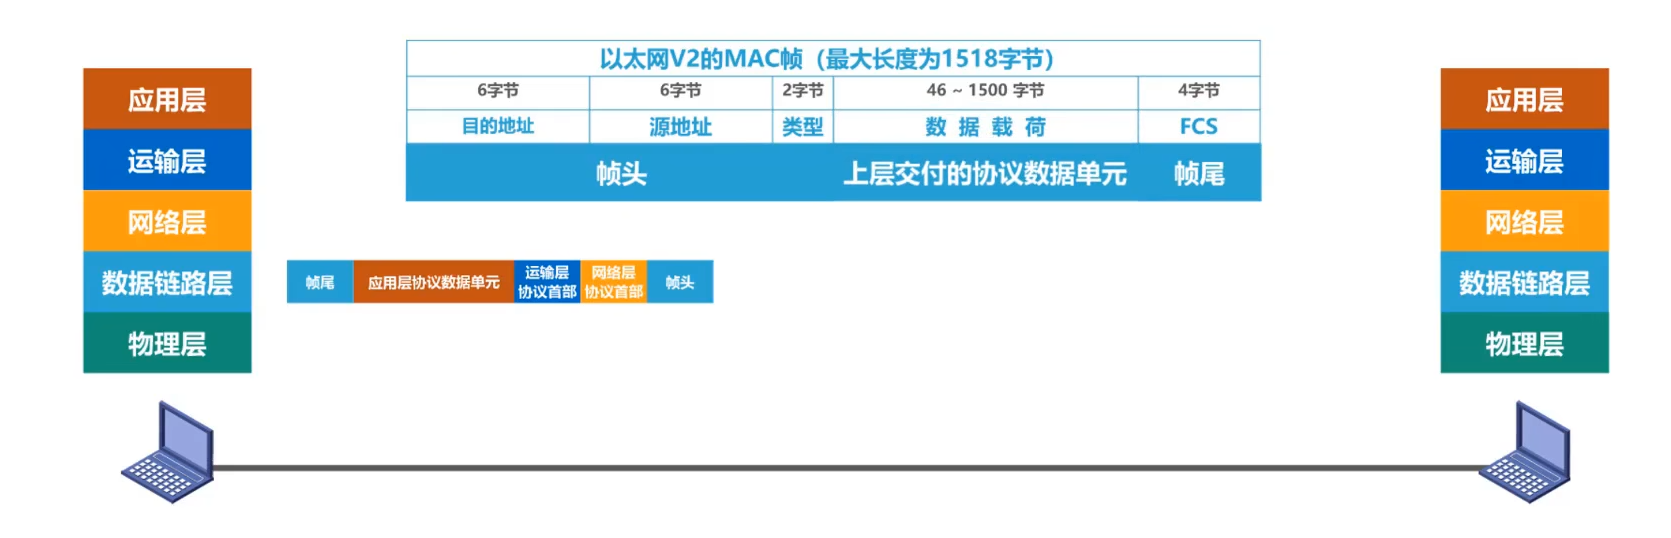 以太网V2的MAC帧（最大长度为1518字节）
6字节 6字节 2字节 46 ~ 1500 字节 4字节
目的地址 源地址 类型 数 据 载 荷 FCS
帧头 上层交付的协议数据单元 帧尾
应用层
运输层
网络层
数据链路层
物理层
帧尾 应用层协议数据单元 运输层 协议首部 网络层 协议首部 帧头
应用层
运输层
网络层
数据链路层
物理层